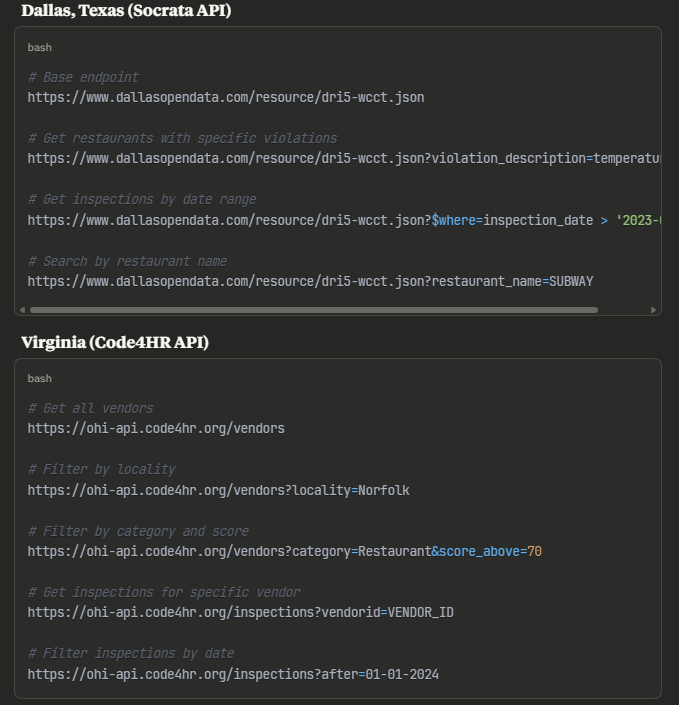 Dallas, Texas (Socrata API)
bash
# Base endpoint
https://www.dallasopendata.com/resource/dri5-wcct.json
# Get restaurants with specific violations
https://www.dallasopendata.com/resource/dri5-wcct.json?violation_description=temperatu
# Get inspections by date range
https://www.dallasopendata.com/resource/dri5-wcct.json?$where=inspection_date > '2023-
# Search by restaurant name
https://www.dallasopendata.com/resource/dri5-wcct.json?restaurant_name=SUBWAY
Virginia (Code4HR API)
bash
# Get all vendors
https://ohi-api.code4hr.org/vendors
# Filter by locality
https://ohi-api.code4hr.org/vendors?locality=Norfolk
# Filter by category and score
https://ohi-api.code4hr.org/vendors?category=Restaurant&score_above=70
# Get inspections for specific vendor
https://ohi-api.code4hr.org/inspections?vendorid=VENDOR_ID
# Filter inspections by date
https://ohi-api.code4hr.org/inspections?after=01-01-2024